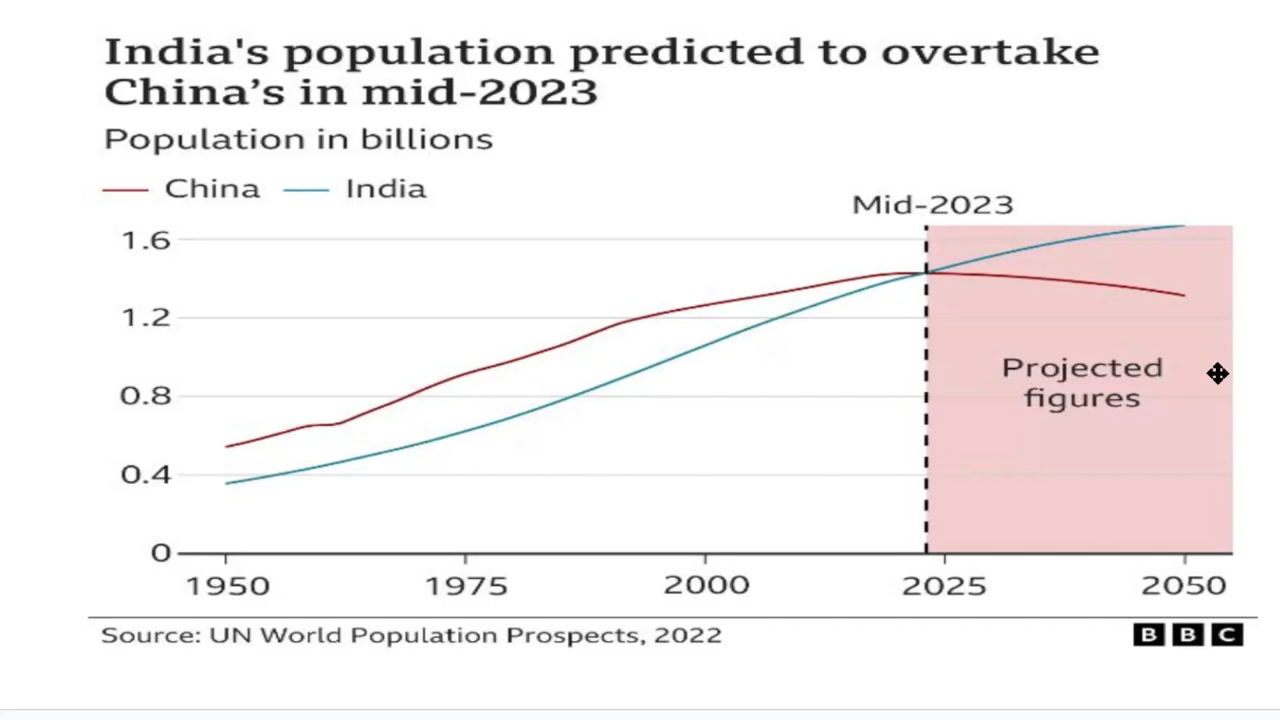 India's population predicted to overtake
China’s in mid-2023
Population in billions
China India
Mid-2023
1.6
1.2
0.8
0.4
0
Projected
figures
1950 1975 2000 2025 2050
Source: UN World Population Prospects, 2022
BBC